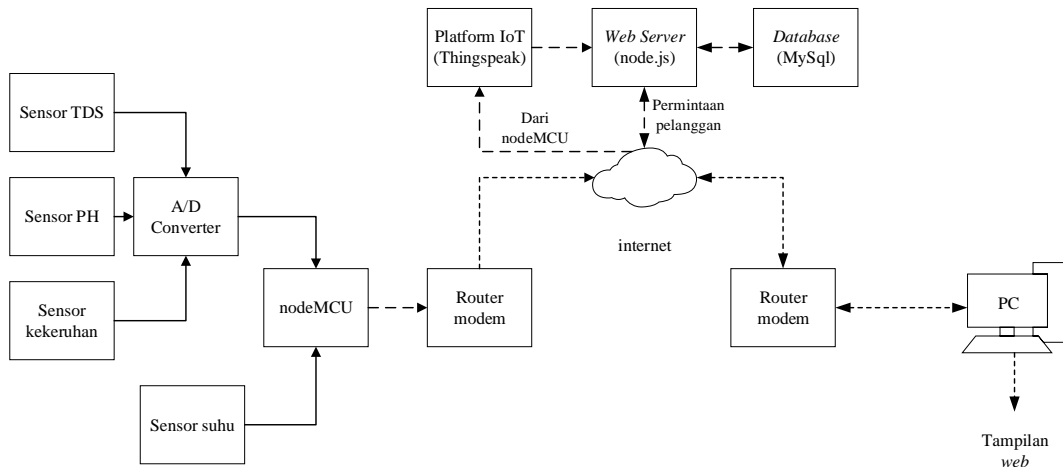 Platform IoT
(Thingspeak)
Web Server
(node.js)
Database
(MySql)
Sensor TDS
Dari
nodeMCU
Permintaan
pelanggan
Sensor PH
A/D
Converter
internet
Sensor
kekeruhan
nodeMCU
Router
modem
Router
modem
PC
Sensor suhu
Tampilan
web